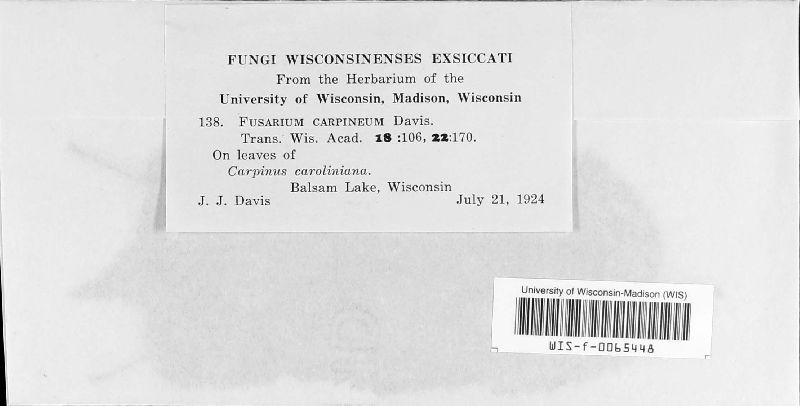 FUNGI WISCONSINENSES EXSICCATI
From the Herbarium of the
University of Wisconsin, Madison, Wisconsin
138. FUSARIUM CARPINEUM Davis.
Trans. Wis. Acad. 18 :106, 22:170.
On leaves of
Carpinus caroliniana.
Balsam Lake, Wisconsin
J. J. Davis July 21, 1924
University of Wisconsin-Madison (WIS)
WIS-f-0065448